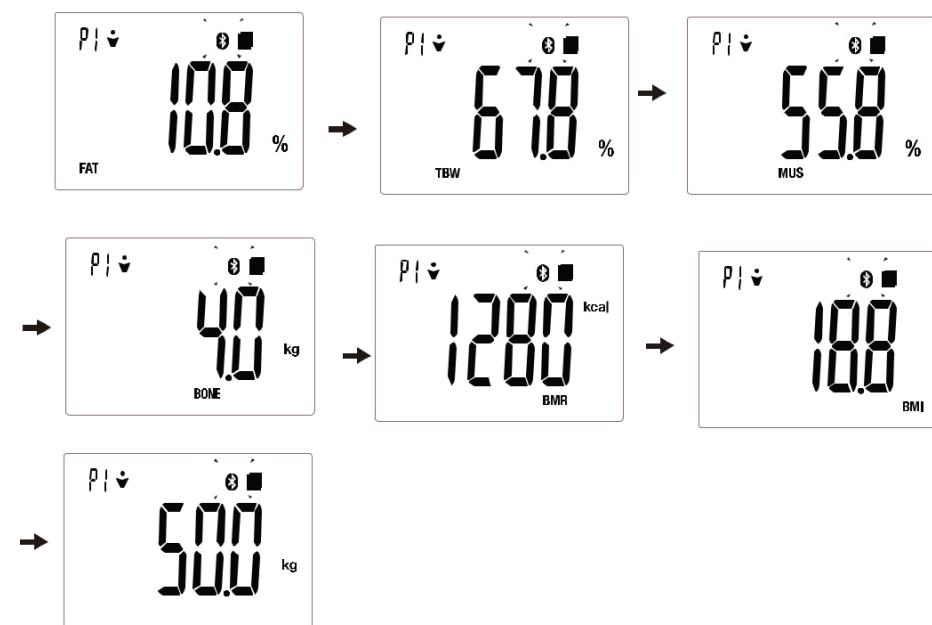 P1
10.8 %
FAT
P1
67.8 %
TBW
P1
55.8 %
MUS
P1
4.0 kg
BONE
P1
1280 kcal
BMR
P1
18.8
BMI
P1
50.0 kg